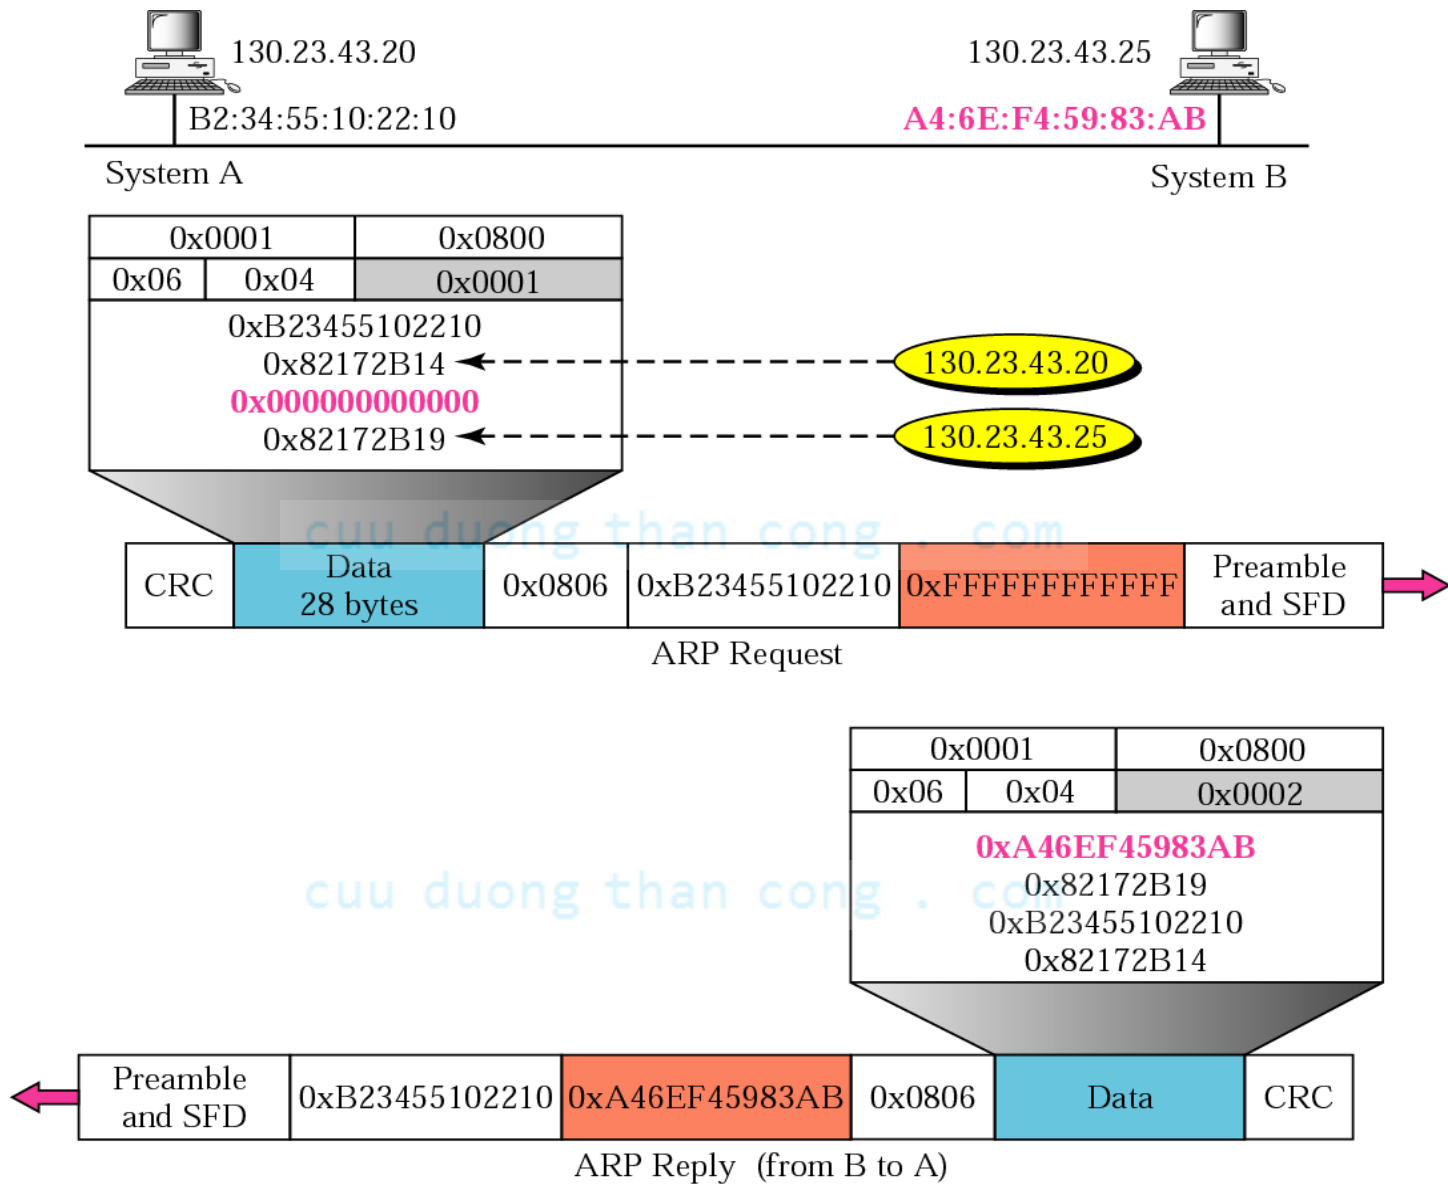 130.23.43.20
130.23.43.25
B2:34:55:10:22:10
A4:6E:F4:59:83:AB
System A
System B
0x0001 0x0800
0x06 0x04 0x0001
0xB23455102210
0x82172B14
130.23.43.20
0x000000000000
0x82172B19
130.23.43.25
cuu duong than cong . com
CRC
Data
28 bytes
0x0806
0xB23455102210
0xFFFFFFFFFFFF
Preamble
and SFD
ARP Request
0x0001 0x0800
0x06 0x04 0x0002
0xA46EF45983AB
0x82172B19
0xB23455102210
0x82172B14
cuu duong than cong . com
Preamble
and SFD
0xB23455102210
0xA46EF45983AB
0x0806
Data
CRC
ARP Reply (from B to A)